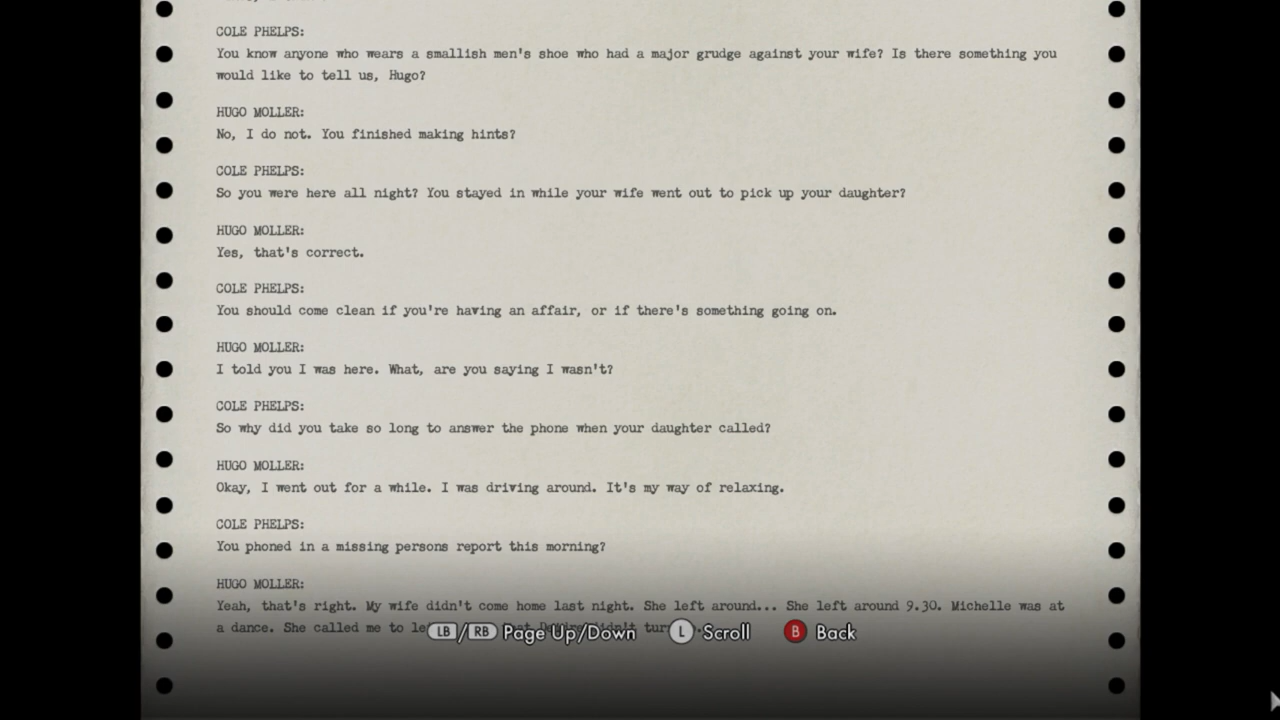 COLE PHELPS:
You know anyone who wears a smallish men's shoe who had a major grudge against your wife? Is there something you
would like to tell us, Hugo?
HUGO MOLLER:
No, I do not. You finished making hints?
COLE PHELPS:
So you were here all night? You stayed in while your wife went out to pick up your daughter?
HUGO MOLLER:
Yes, that's correct.
COLE PHELPS:
You should come clean if you're having an affair, or if there's something going on.
HUGO MOLLER:
I told you I was here. What, are you saying I wasn't?
COLE PHELPS:
So why did you take so long to answer the phone when your daughter called?
HUGO MOLLER:
Okay, I went out for a while. I was driving around. It's my way of relaxing.
COLE PHELPS:
You phoned in a missing persons report this morning?
HUGO MOLLER:
Yeah, that's right. My wife didn't come home last night. She left around... She left around 9.30. Michelle was at
a dance. She called me to
LB/RB Page Up/Down L Scroll B Back